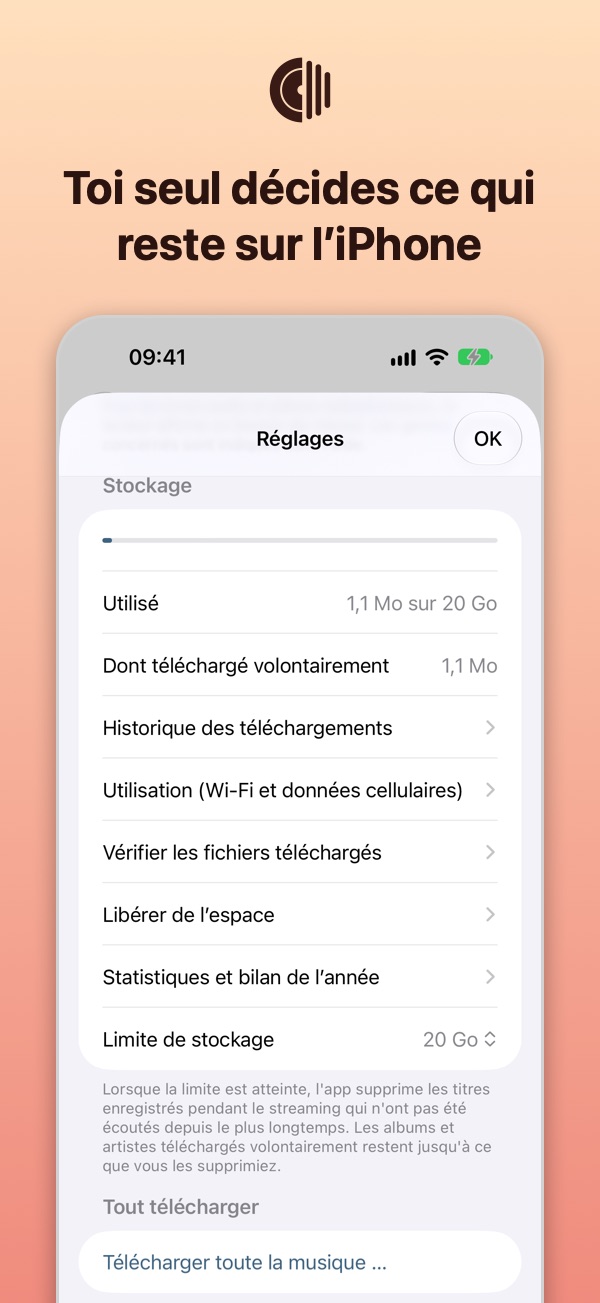 Toi seul décides ce qui
reste sur l’iPhone
09:41
Réglages
OK
Stockage
Utilisé
1,1 Mo sur 20 Go
Dont téléchargé volontairement
1,1 Mo
Historique des téléchargements
Utilisation (Wi-Fi et données cellulaires)
Vérifier les fichiers téléchargés
Libérer de l’espace
Statistiques et bilan de l’année
Limite de stockage
20 Go
Lorsque la limite est atteinte, l'app supprime les titres
enregistrés pendant le streaming qui n'ont pas été
écoutés depuis le plus longtemps. Les albums et
artistes téléchargés volontairement restent jusqu'à ce
que vous les supprimiez.
Tout télécharger
Télécharger toute la musique ...